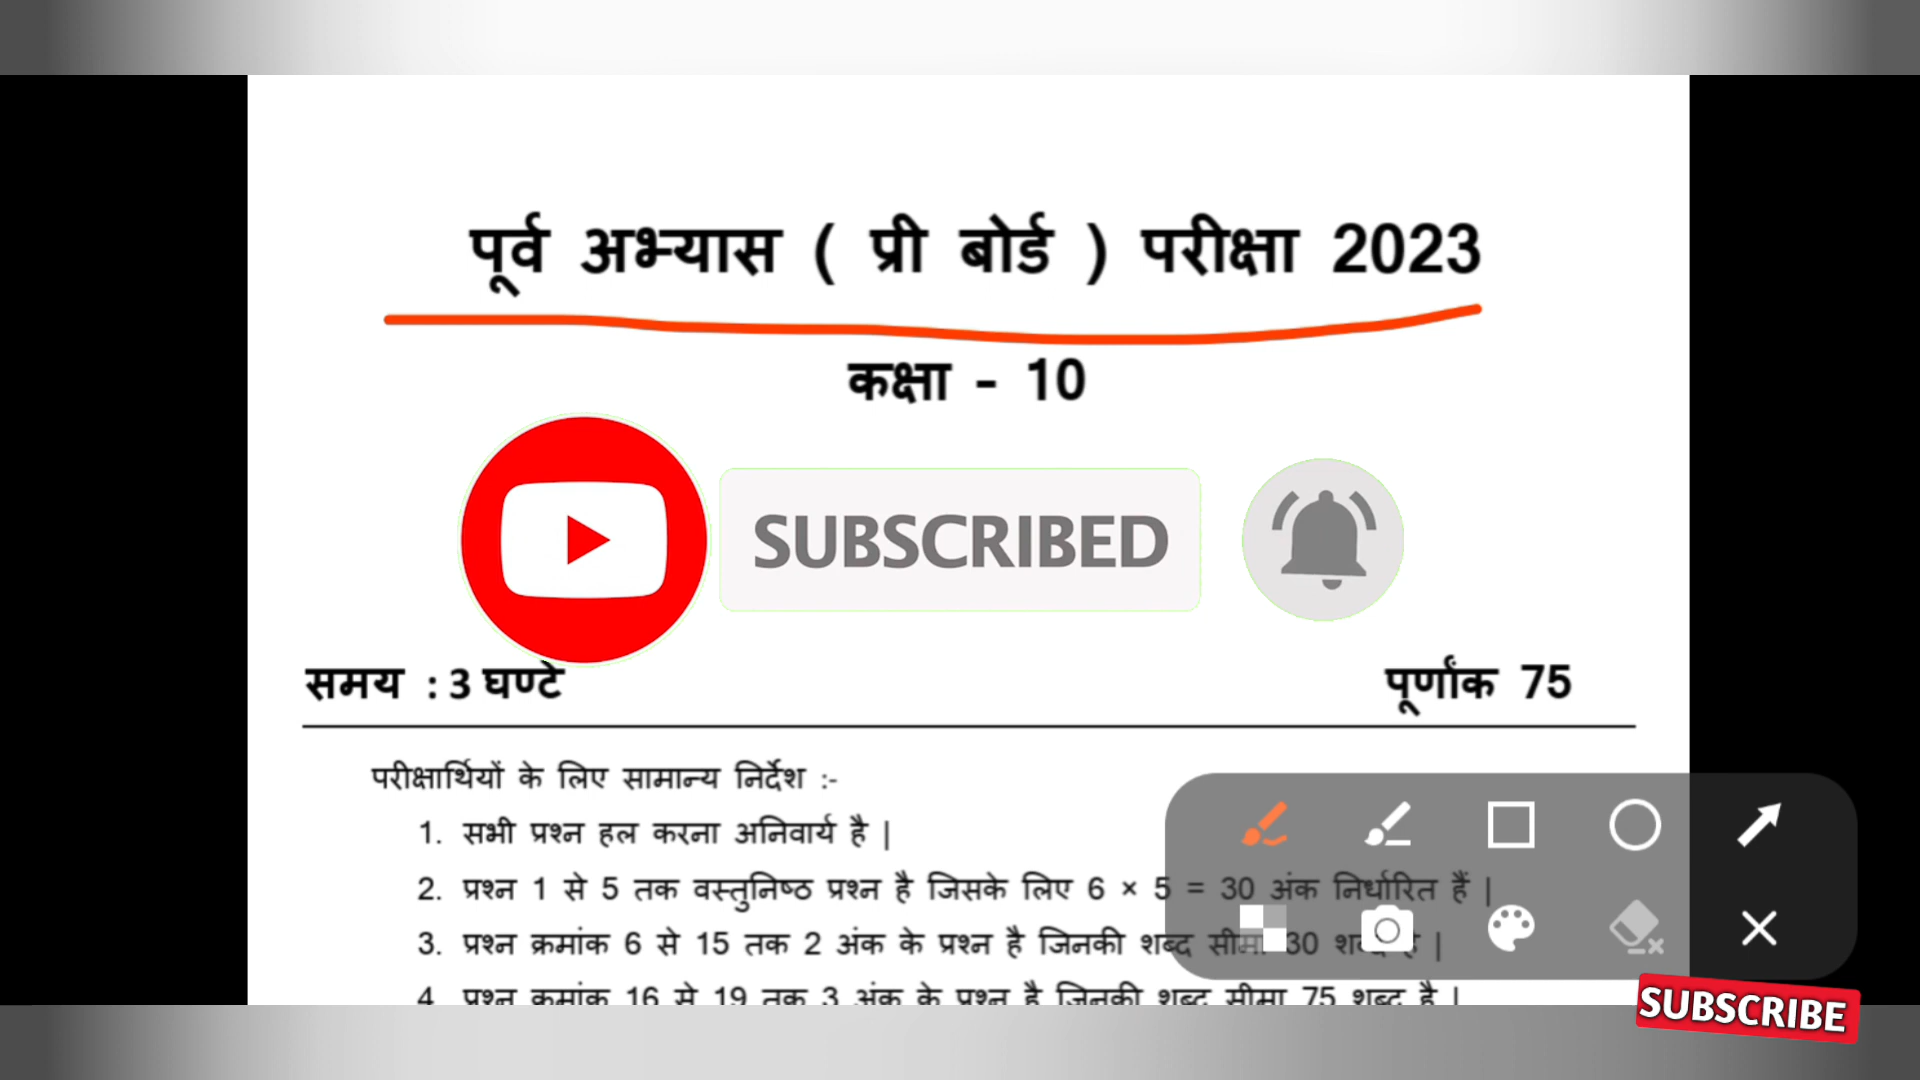 पूर्व अभ्यास ( प्री बोर्ड ) परीक्षा 2023
कक्षा - 10
SUBSCRIBED
समय : 3 घण्टे
पूर्णांक 75
परीक्षार्थियों के लिए सामान्य निर्देश :-
1. सभी प्रश्न हल करना अनिवार्य है |
2. प्रश्न 1 से 5 तक वस्तुनिष्ठ प्रश्न है जिसके लिए 6 × 5 = 30 अंक निर्धारित हैं |
3. प्रश्न क्रमांक 6 से 15 तक 2 अंक के प्रश्न है जिनकी शब्द सीमा 30 शब्द है |
4. प्रश्न क्रमांक 16 से 19 तक 3 अंक के प्रश्न है जिनकी शब्द सीमा 75 शब्द है |
SUBSCRIBE